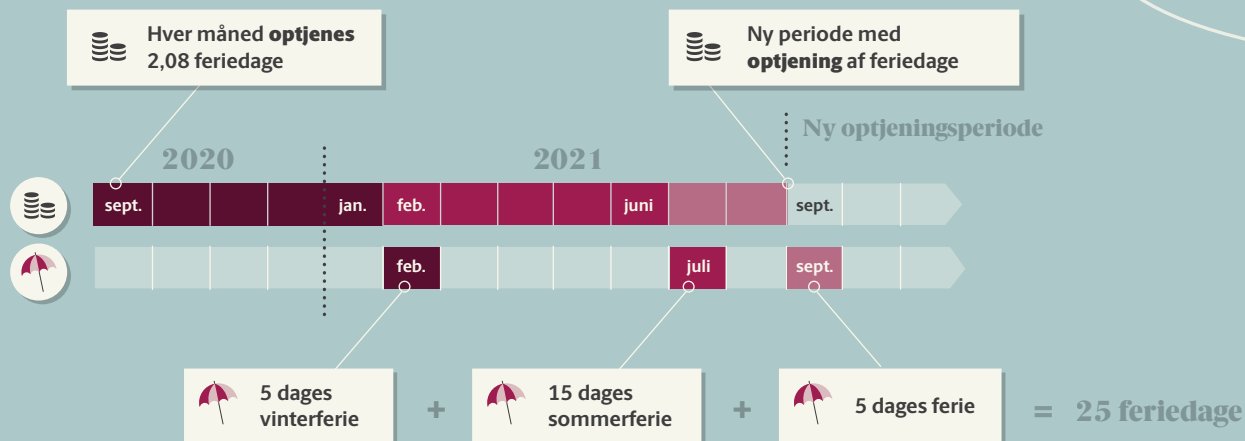 Hver måned optjenes
2,08 feriedage
Ny periode med
optjening af feriedage
Ny optjeningsperiode
2020
2021
sept.
jan.
feb.
juni
sept.
feb.
juli
sept.
5 dages
vinterferie
+
15 dages
sommerferie
+
5 dages ferie
= 25 feriedage